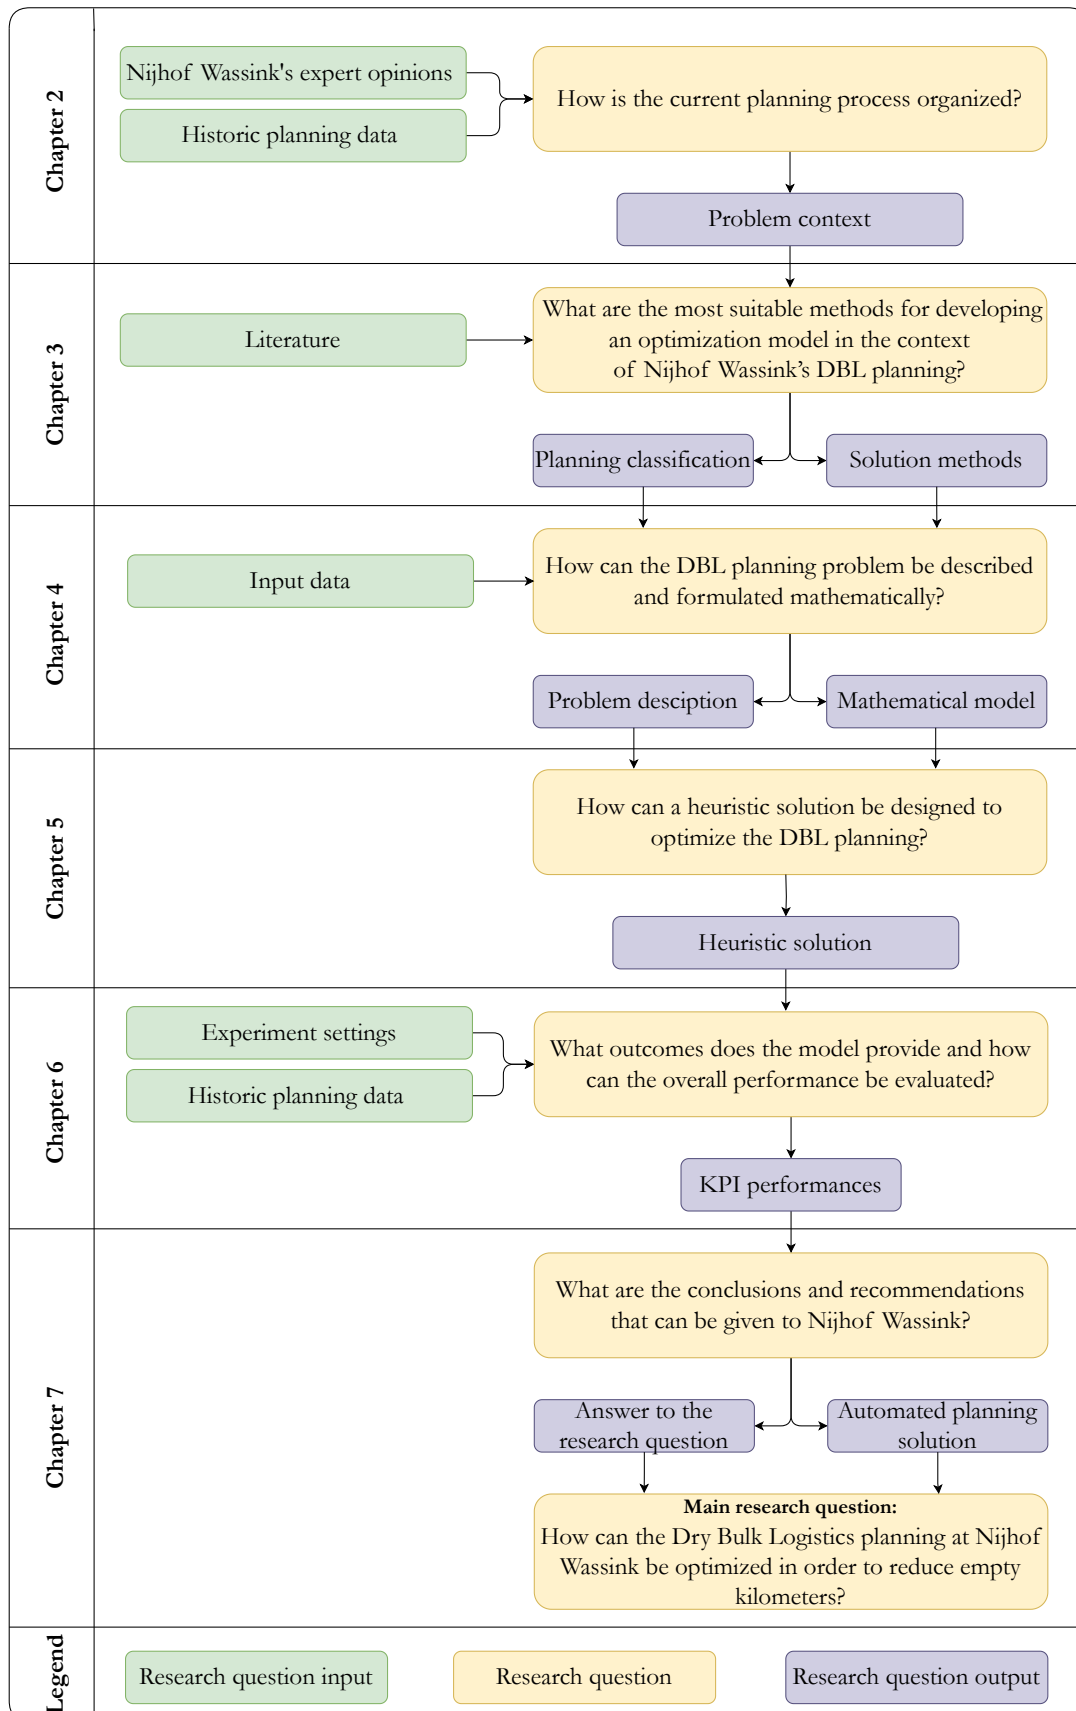 Chapter 2
Nijhof Wassink's expert opinions
Historic planning data
How is the current planning process organized?
Problem context
Chapter 3
Literature
What are the most suitable methods for developing
an optimization model in the context
of Nijhof Wassink's DBL planning?
Planning classification
Solution methods
Chapter 4
Input data
How can the DBL planning problem be described
and formulated mathematically?
Problem desciption
Mathematical model
Chapter 5
How can a heuristic solution be designed to
optimize the DBL planning?
Heuristic solution
Chapter 6
Experiment settings
Historic planning data
What outcomes does the model provide and how
can the overall performance be evaluated?
KPI performances
Chapter 7
What are the conclusions and recommendations
that can be given to Nijhof Wassink?
Answer to the
research question
Automated planning
solution
Main research question:
How can the Dry Bulk Logistics planning at Nijhof
Wassink be optimized in order to reduce empty
kilometers?
Legend
Research question input
Research question
Research question output